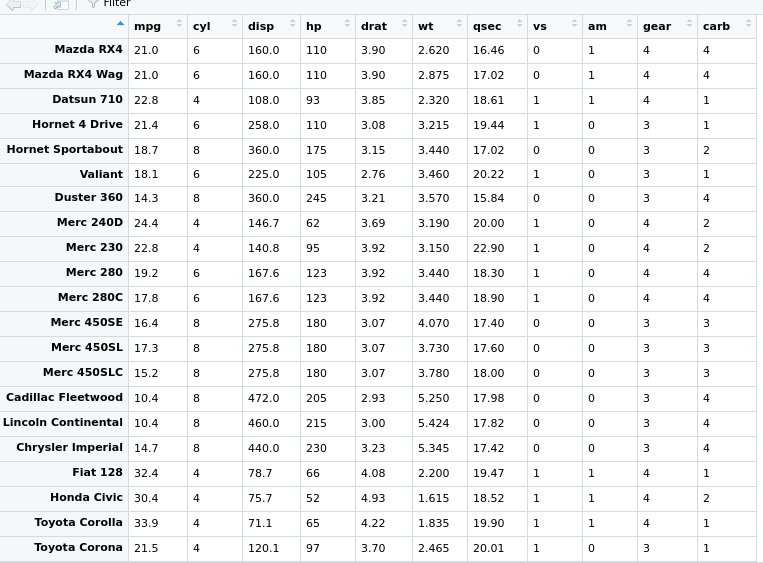 Filter
mpg cyl disp hp drat wt qsec vs am gear carb
Mazda RX4 21.0 6 160.0 110 3.90 2.620 16.46 0 1 4 4
Mazda RX4 Wag 21.0 6 160.0 110 3.90 2.875 17.02 0 1 4 4
Datsun 710 22.8 4 108.0 93 3.85 2.320 18.61 1 1 4 1
Hornet 4 Drive 21.4 6 258.0 110 3.08 3.215 19.44 1 0 3 1
Hornet Sportabout 18.7 8 360.0 175 3.15 3.440 17.02 0 0 3 2
Valiant 18.1 6 225.0 105 2.76 3.460 20.22 1 0 3 1
Duster 360 14.3 8 360.0 245 3.21 3.570 15.84 0 0 3 4
Merc 240D 24.4 4 146.7 62 3.69 3.190 20.00 1 0 4 2
Merc 230 22.8 4 140.8 95 3.92 3.150 22.90 1 0 4 2
Merc 280 19.2 6 167.6 123 3.92 3.440 18.30 1 0 4 4
Merc 280C 17.8 6 167.6 123 3.92 3.440 18.90 1 0 4 4
Merc 450SE 16.4 8 275.8 180 3.07 4.070 17.40 0 0 3 3
Merc 450SL 17.3 8 275.8 180 3.07 3.730 17.60 0 0 3 3
Merc 450SLC 15.2 8 275.8 180 3.07 3.780 18.00 0 0 3 3
Cadillac Fleetwood 10.4 8 472.0 205 2.93 5.250 17.98 0 0 3 4
Lincoln Continental 10.4 8 460.0 215 3.00 5.424 17.82 0 0 3 4
Chrysler Imperial 14.7 8 440.0 230 3.23 5.345 17.42 0 0 3 4
Fiat 128 32.4 4 78.7 66 4.08 2.200 19.47 1 1 4 1
Honda Civic 30.4 4 75.7 52 4.93 1.615 18.52 1 1 4 2
Toyota Corolla 33.9 4 71.1 65 4.22 1.835 19.90 1 1 4 1
Toyota Corona 21.5 4 120.1 97 3.70 2.465 20.01 1 0 3 1